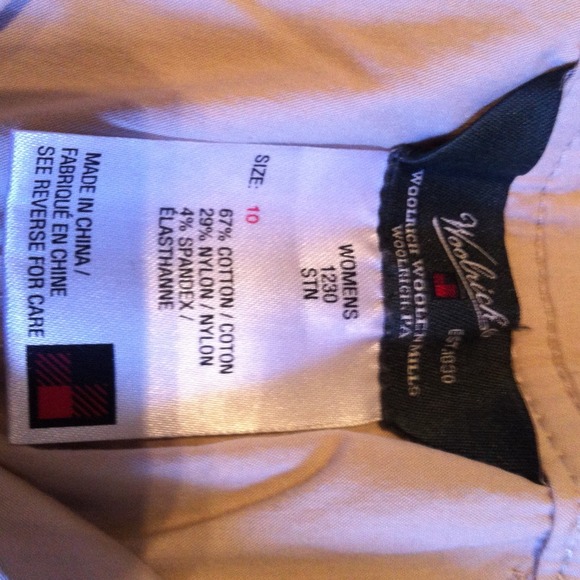 Woolrich
EST. 1830
WOOLRICH WOOLEN MILLS
WOOLRICH, PA
WOMENS
1230
STN
SIZE: 10
67% COTTON / COTON
29% NYLON / NYLON
4% SPANDEX /
ÉLASTHANNE
MADE IN CHINA /
FABRIQUÉ EN CHINE
SEE REVERSE FOR CARE